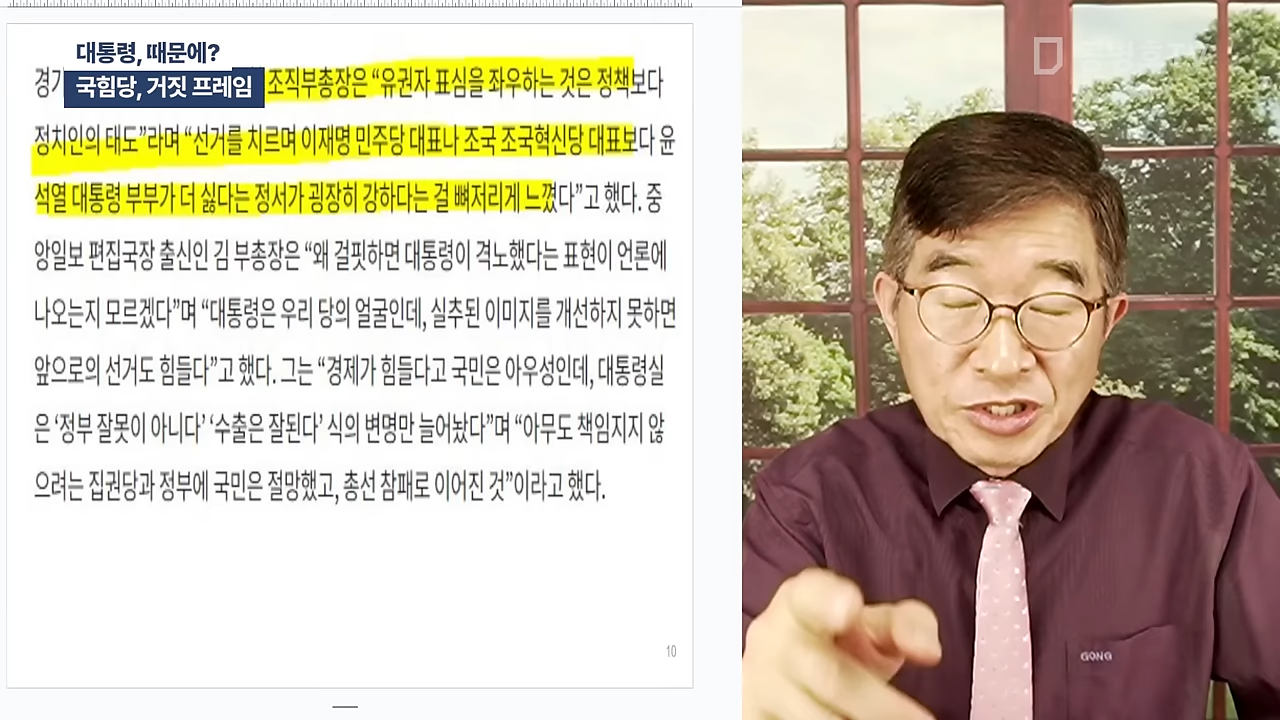 대통령, 때문에?
국힘당, 거짓 프레임
경기 조직부총장은 “유권자 표심을 좌우하는 것은 정책보다
정치인의 태도”라며 “선거를 치르며 이재명 민주당 대표나 조국 조국혁신당 대표보다 윤
석열 대통령 부부가 더 싫다는 정서가 굉장히 강하다는 걸 뼈저리게 느꼈다”고 했다. 중
앙일보 편집국장 출신인 김 부총장은 “왜 걸핏하면 대통령이 격노했다는 표현이 언론에
나오는지 모르겠다”며 “대통령은 우리 당의 얼굴인데, 실추된 이미지를 개선하지 못하면
앞으로의 선거도 힘들다”고 했다. 그는 “경제가 힘들다고 국민은 아우성인데, 대통령실
은 ‘정부 잘못이 아니다’ ‘수출은 잘된다’ 식의 변명만 늘어놨다”며 “아무도 책임지지 않
으려는 집권당과 정부에 국민은 절망했고, 총선 참패로 이어진 것”이라고 했다.
10
GONG